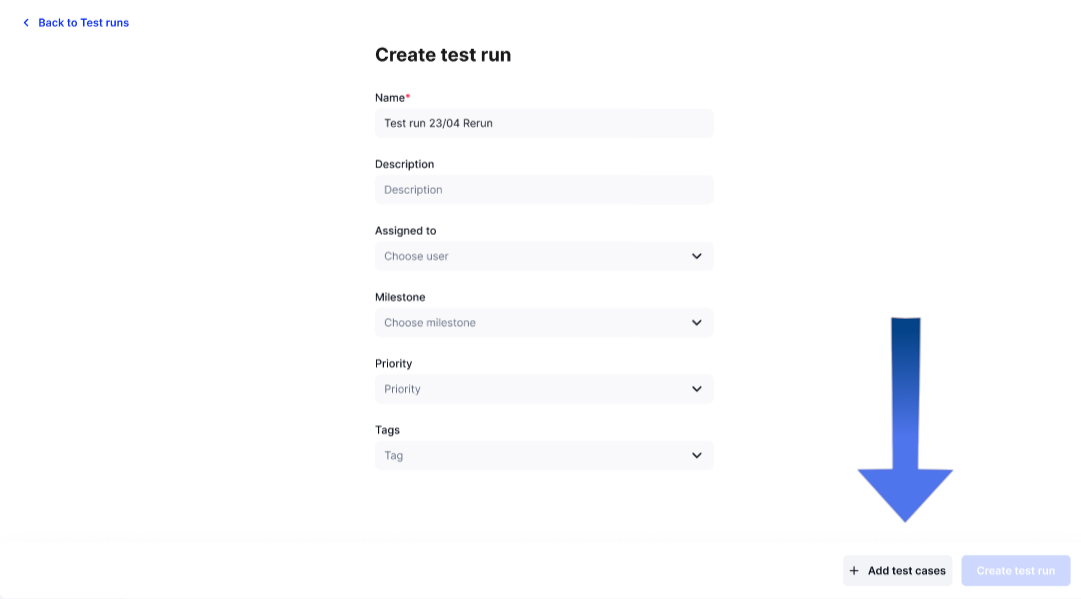 Back to Test runs
Create test run
Name*
Test run 23/04 Rerun
Description
Description
Assigned to
Choose user
Milestone
Choose milestone
Priority
Priority
Tags
Tag
+ Add test cases
Create test run